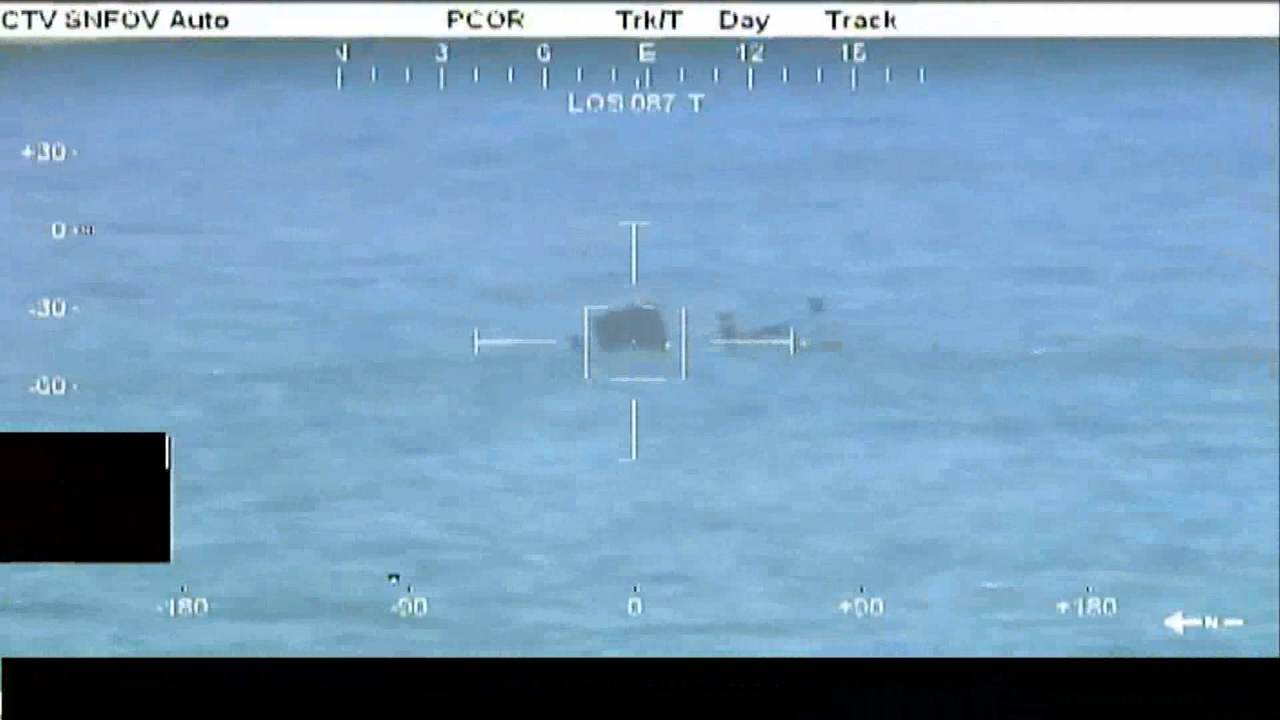 CTV SNFOV Auto PCOR Trk/T Day Track
N 3 6 E 12 15
LOS 087 T
+30
0
-30
-60
-180 -90 0 +90 +180
N